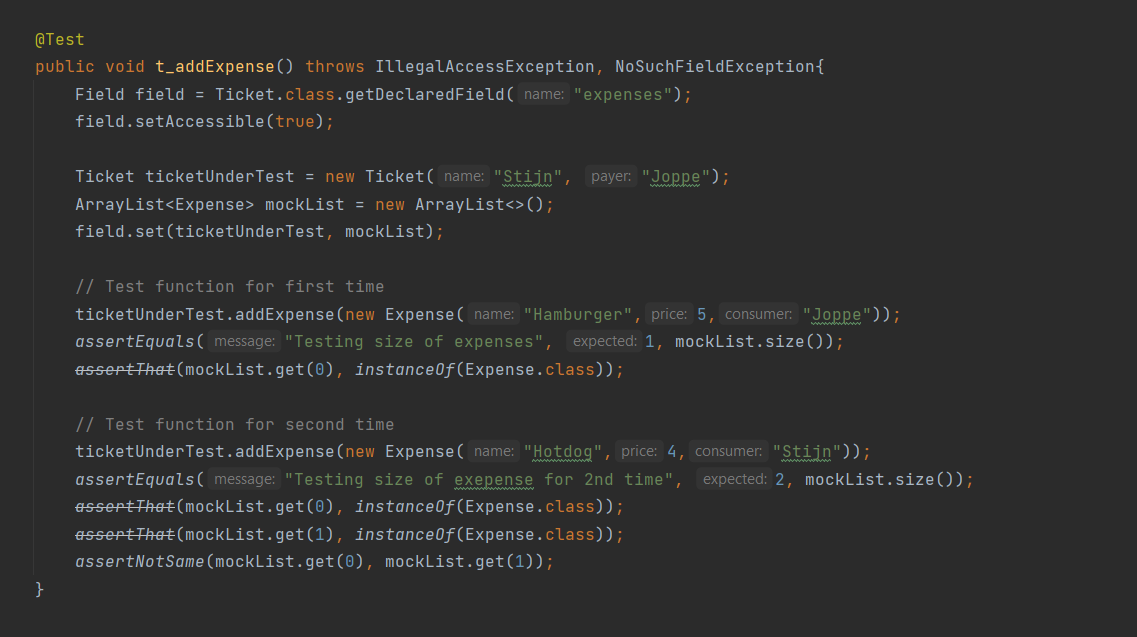 @Test
public void t_addExpense() throws IllegalAccessException, NoSuchFieldException{
Field field = Ticket.class.getDeclaredField( name: "expenses");
field.setAccessible(true);
Ticket ticketUnderTest = new Ticket( name: "Stijn", payer: "Joppe");
ArrayList<Expense> mockList = new ArrayList<>();
field.set(ticketUnderTest, mockList);
// Test function for first time
ticketUnderTest.addExpense(new Expense( name: "Hamburger", price: 5, consumer: "Joppe"));
assertEquals( message: "Testing size of expenses", expected: 1, mockList.size());
assertThat(mockList.get(0), instanceOf(Expense.class));
// Test function for second time
ticketUnderTest.addExpense(new Expense( name: "Hotdog", price: 4, consumer: "Stijn"));
assertEquals( message: "Testing size of exepense for 2nd time", expected: 2, mockList.size());
assertThat(mockList.get(0), instanceOf(Expense.class));
assertThat(mockList.get(1), instanceOf(Expense.class));
assertNotSame(mockList.get(0), mockList.get(1));
}